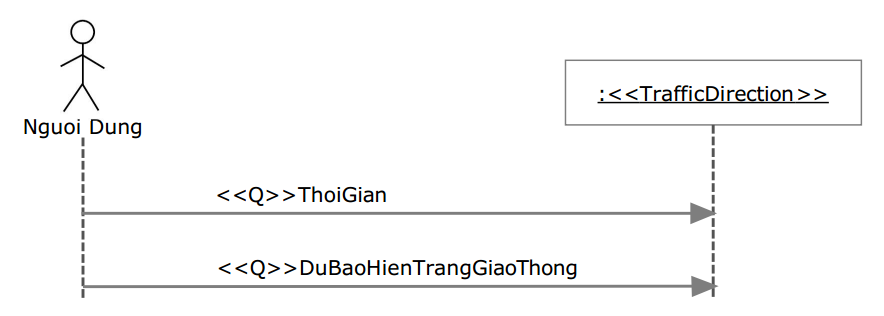 Nguoi Dung
:<<TrafficDirection>>
<<Q>>ThoiGian
<<Q>>DuBaoHienTrangGiaoThong